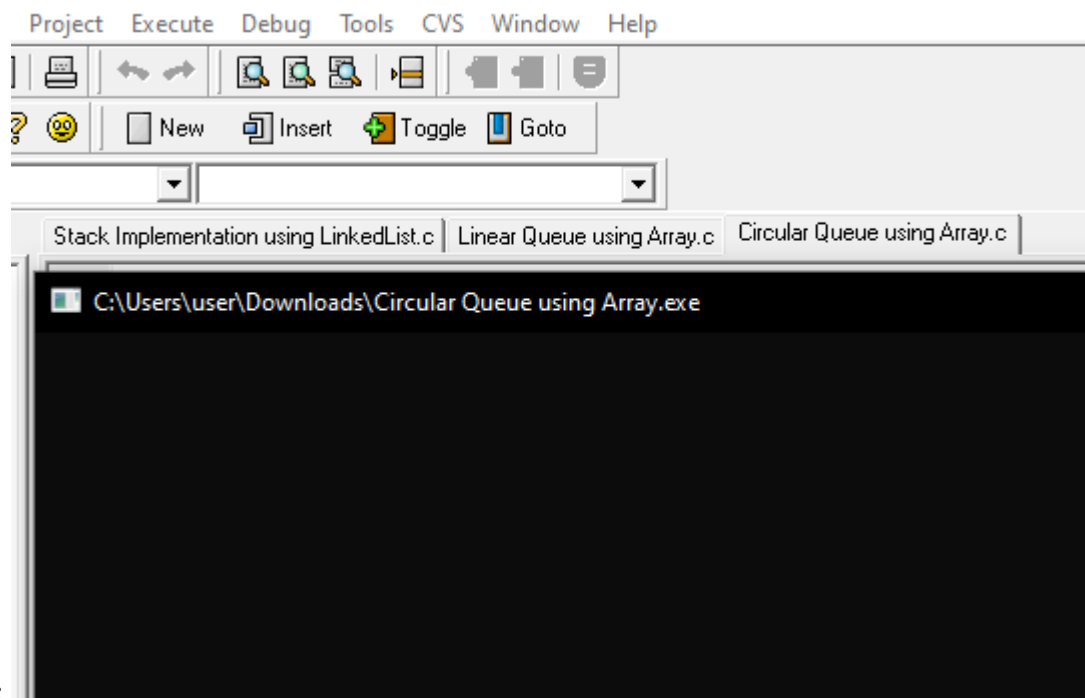 Project Execute Debug Tools CVS Window Help
New Insert Toggle Goto
Stack Implementation using LinkedList.c Linear Queue using Array.c Circular Queue using Array.c
C:\Users\user\Downloads\Circular Queue using Array.exe